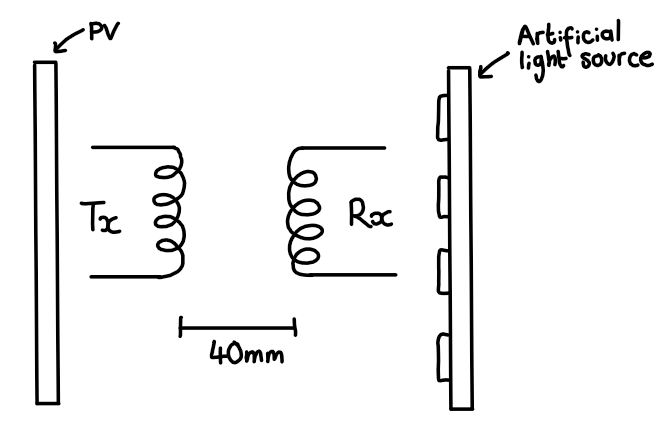 PV
Artificial
light source
Tx
Rx
40mm